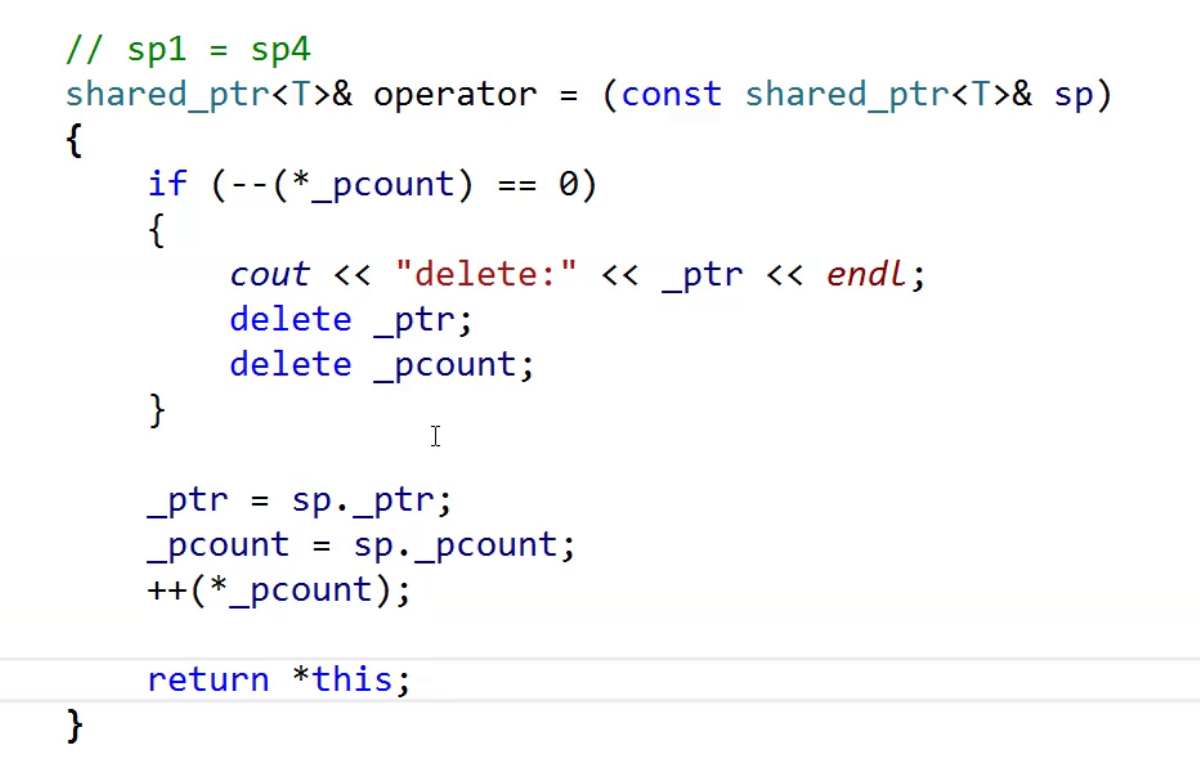 // sp1 = sp4
shared_ptr<T>& operator = (const shared_ptr<T>& sp)
{
if (--(*_pcount) == 0)
{
cout << "delete:" << _ptr << endl;
delete _ptr;
delete _pcount;
}
_ptr = sp._ptr;
_pcount = sp._pcount;
++(*_pcount);
return *this;
}